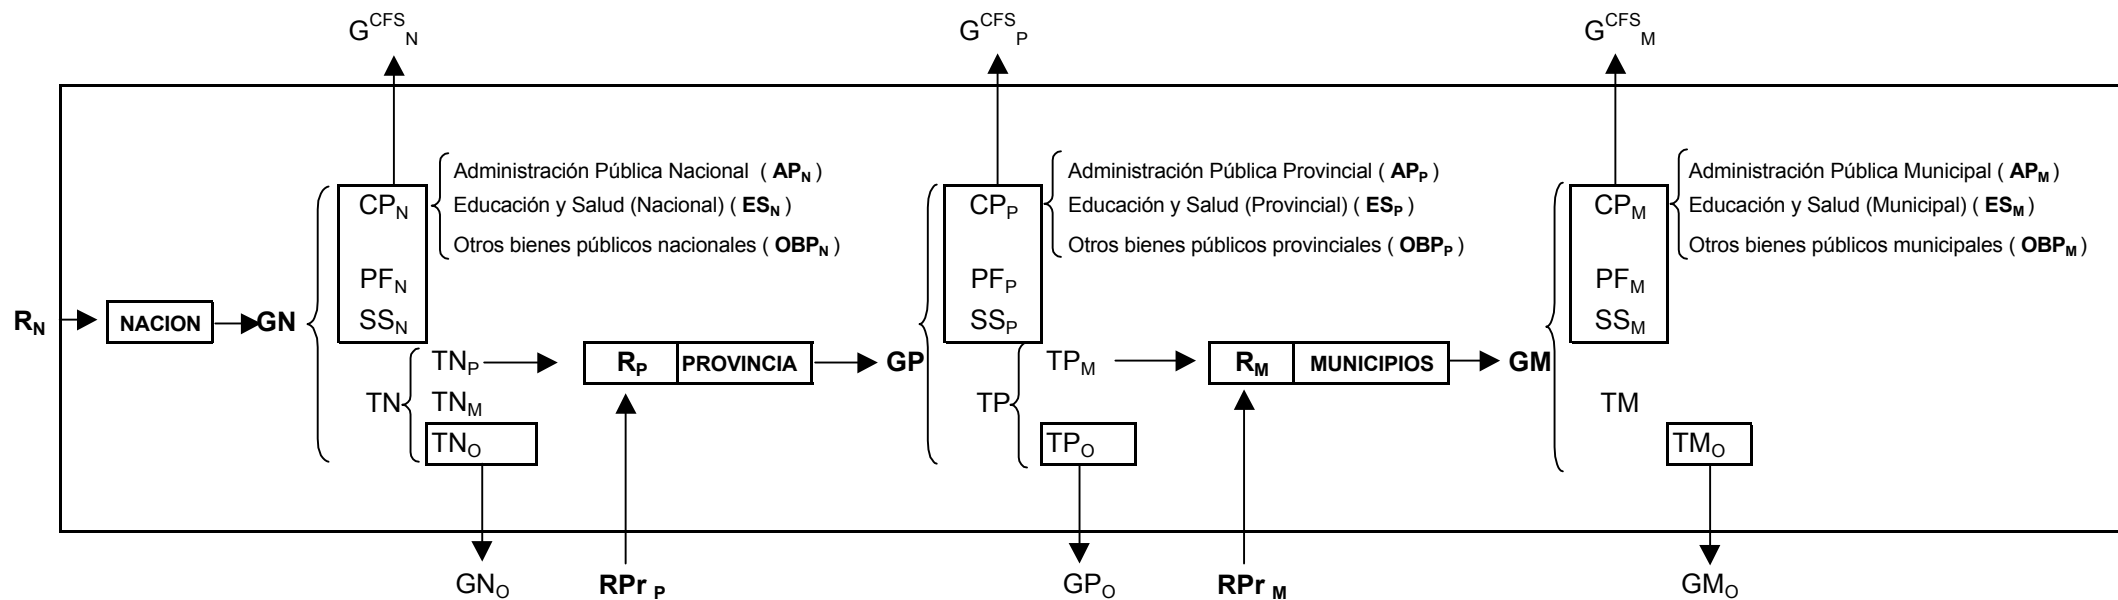 G^CFS_N G^CFS_P G^CFS_M
Administración Pública Nacional ( AP_N ) Administración Pública Provincial ( AP_P ) Administración Pública Municipal ( AP_M )
CP_N Educación y Salud (Nacional) ( ES_N ) CP_P Educación y Salud (Provincial) ( ES_P ) CP_M Educación y Salud (Municipal) ( ES_M )
Otros bienes públicos nacionales ( OBP_N ) Otros bienes públicos provinciales ( OBP_P ) Otros bienes públicos municipales ( OBP_M )
PF_N PF_P PF_M
R_N NACION GN SS_N SS_P SS_M
TN_P R_P PROVINCIA GP TP_M R_M MUNICIPIOS GM
TN TN_M TP TM
TN_O TP_O TM_O
GN_O RPr_P GP_O RPr_M GM_O